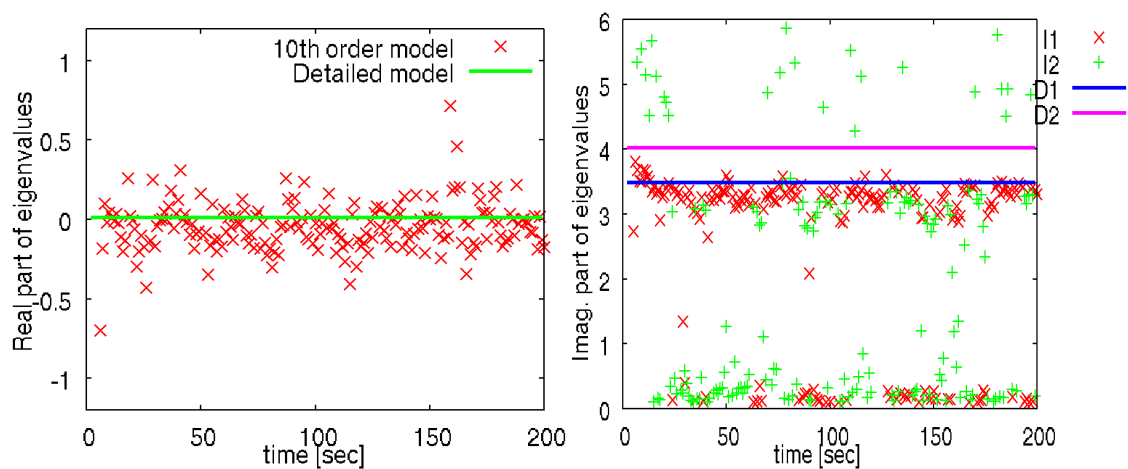 10th order model
Detailed model
Real part of eigenvalues
1
0.5
0
-0.5
-1
0 50 100 150 200
time [sec]
I1
I2
D1
D2
Imag. part of eigenvalues
6
5
4
3
2
1
0
0 50 100 150 200
time [sec]